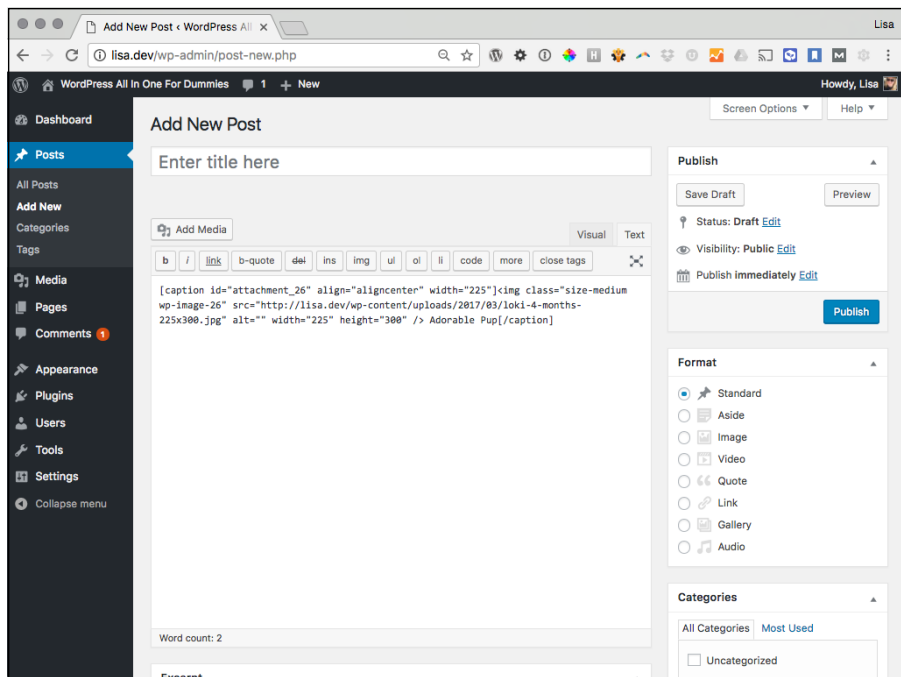 Add New Post ‹ WordPress All
Lisa
lisa.dev/wp-admin/post-new.php
WordPress All In One For Dummies 1 + New
Howdy, Lisa
Dashboard
Posts
All Posts
Add New
Categories
Tags
Media
Pages
Comments 1
Appearance
Plugins
Users
Tools
Settings
Collapse menu
Screen Options
Help
Add New Post
Enter title here
Add Media
Visual
Text
b
i
link
b-quote
del
ins
img
ul
ol
li
code
more
close tags
[caption id="attachment_26" align="aligncenter" width="225"]<img class="size-medium
wp-image-26" src="http://lisa.dev/wp-content/uploads/2017/03/loki-4-months-
225x300.jpg" alt="" width="225" height="300" /> Adorable Pup[/caption]
Word count: 2
Publish
Save Draft
Preview
Status: Draft Edit
Visibility: Public Edit
Publish immediately Edit
Publish
Format
Standard
Aside
Image
Video
Quote
Link
Gallery
Audio
Categories
All Categories
Most Used
Uncategorized